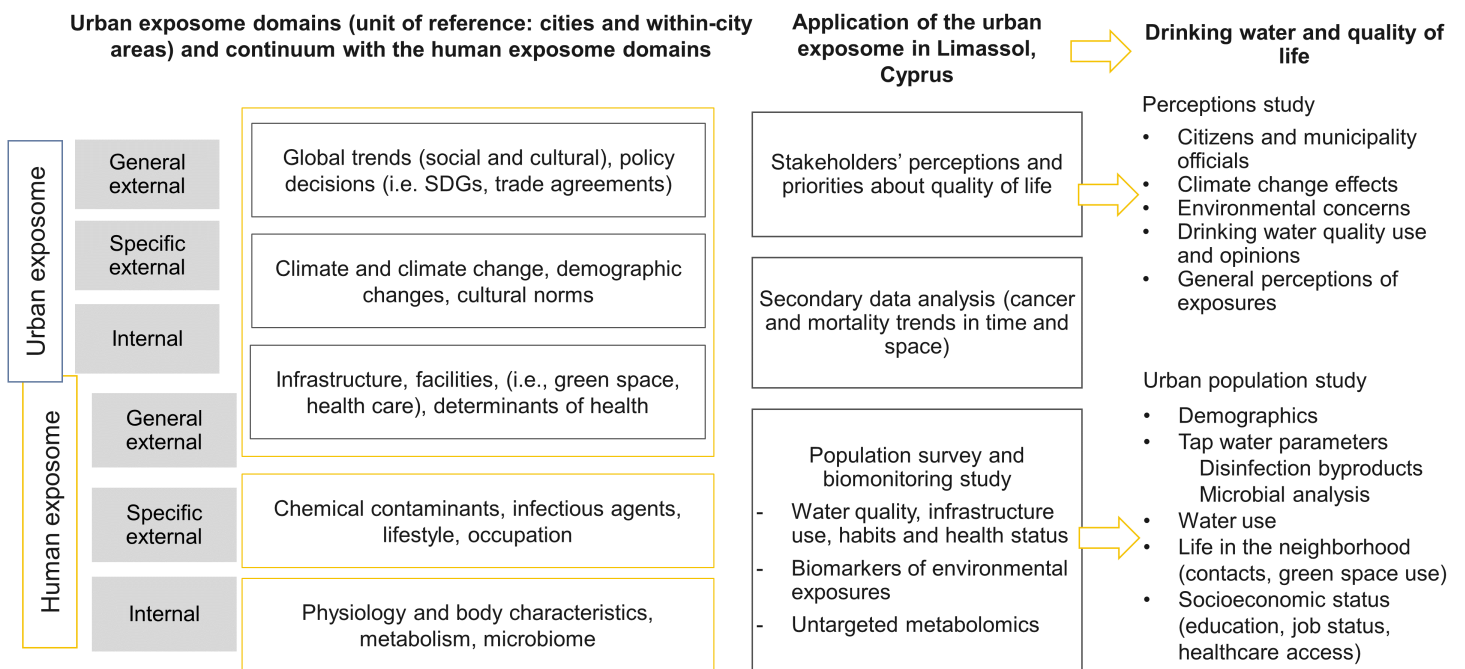 Urban exposome domains (unit of reference: cities and within-city
areas) and continuum with the human exposome domains
Urban exposome
General
external
Specific
external
Internal
Human exposome
General
external
Specific
external
Internal
Global trends (social and cultural), policy
decisions (i.e. SDGs, trade agreements)
Climate and climate change, demographic
changes, cultural norms
Infrastructure, facilities, (i.e., green space,
health care), determinants of health
Chemical contaminants, infectious agents,
lifestyle, occupation
Physiology and body characteristics,
metabolism, microbiome
Application of the urban
exposome in Limassol,
Cyprus
Stakeholders’ perceptions and
priorities about quality of life
Secondary data analysis (cancer
and mortality trends in time and
space)
Population survey and
biomonitoring study
- Water quality, infrastructure
use, habits and health status
- Biomarkers of environmental
exposures
- Untargeted metabolomics
Drinking water and quality of
life
Perceptions study
• Citizens and municipality
officials
• Climate change effects
• Environmental concerns
• Drinking water quality use
and opinions
• General perceptions of
exposures
Urban population study
• Demographics
• Tap water parameters
Disinfection byproducts
Microbial analysis
• Water use
• Life in the neighborhood
(contacts, green space use)
• Socioeconomic status
(education, job status,
healthcare access)